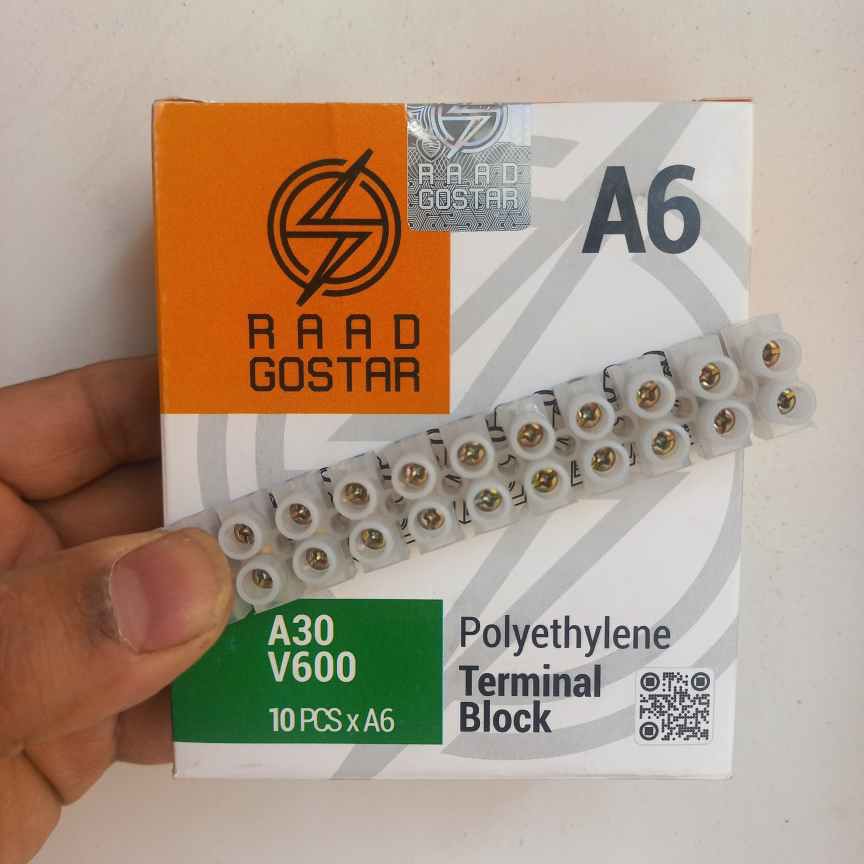 RAAD
GOSTAR
A6
RAAD
GOSTAR
A30
V600
10 PCS x A6
Polyethylene
Terminal
Block